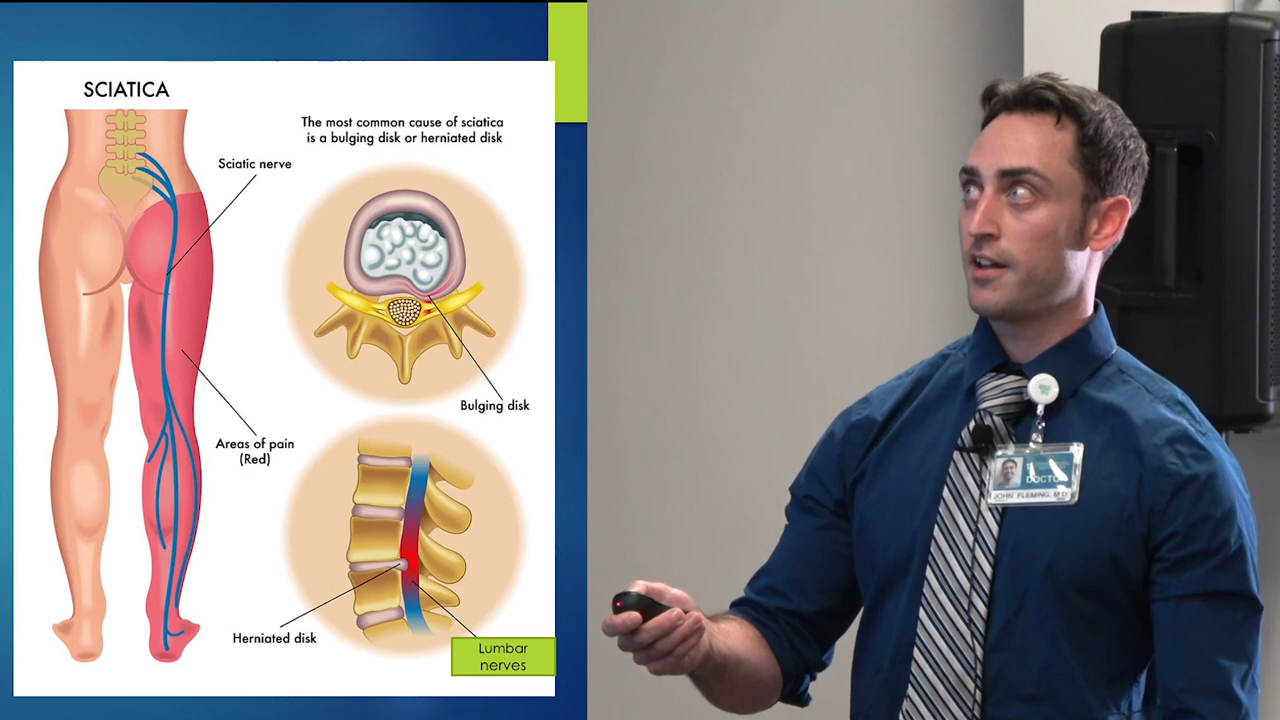 SCIATICA
The most common cause of sciatica
is a bulging disk or herniated disk
Sciatic nerve
Bulging disk
Areas of pain
(Red)
Herniated disk
Lumbar
nerves
DOCTOR
JOHN FLEMING, M.D.